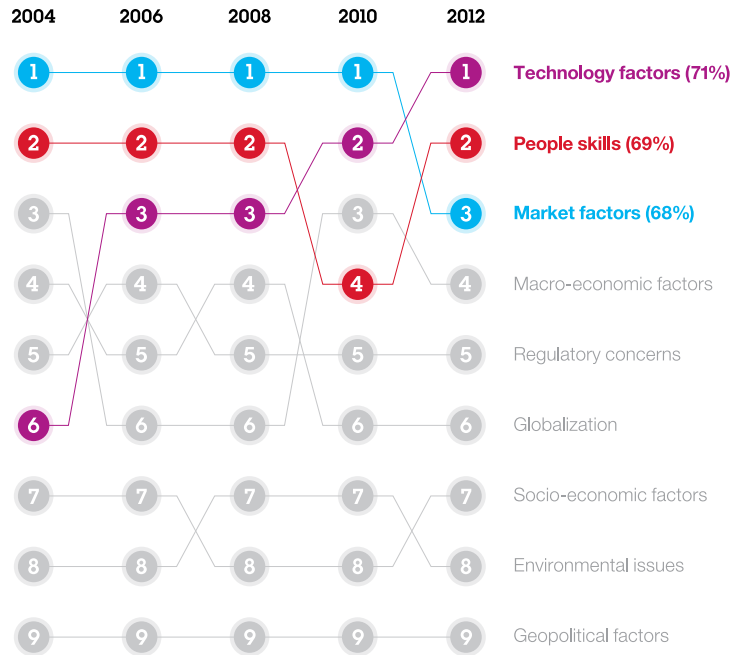 2004 2006 2008 2010 2012
1 1 1 1 1 Technology factors (71%)
2 2 2 2 2 People skills (69%)
3 3 3 3 3 Market factors (68%)
4 4 4 4 4 Macro-economic factors
5 5 5 5 5 Regulatory concerns
6 6 6 6 6 Globalization
7 7 7 7 7 Socio-economic factors
8 8 8 8 8 Environmental issues
9 9 9 9 9 Geopolitical factors